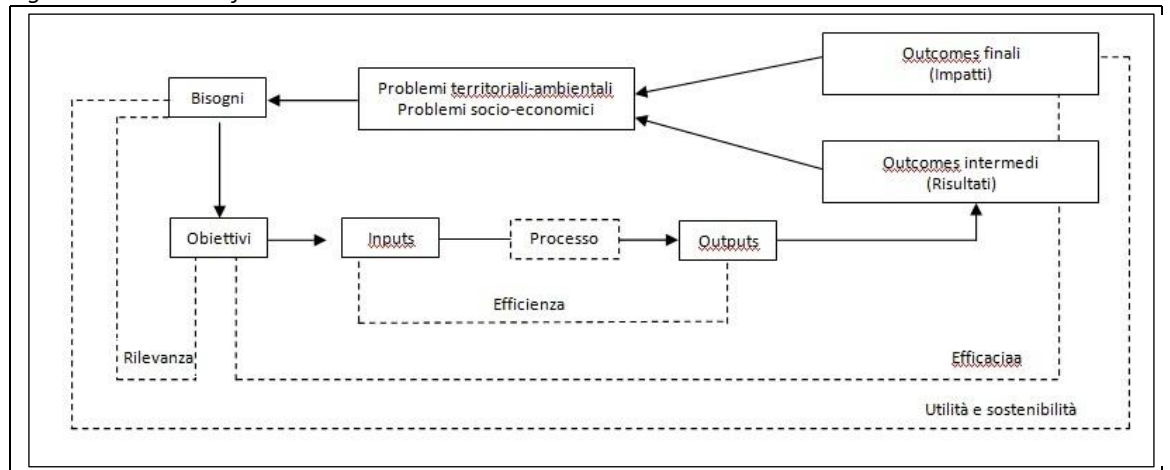 Outcomes finali
(Impatti)
Problemi territoriali-ambientali
Problemi socio-economici
Bisogni
Outcomes intermedi
(Risultati)
Obiettivi
Inputs
Processo
Outputs
Efficienza
Rilevanza
Efficaciaa
Utilità e sostenibilità